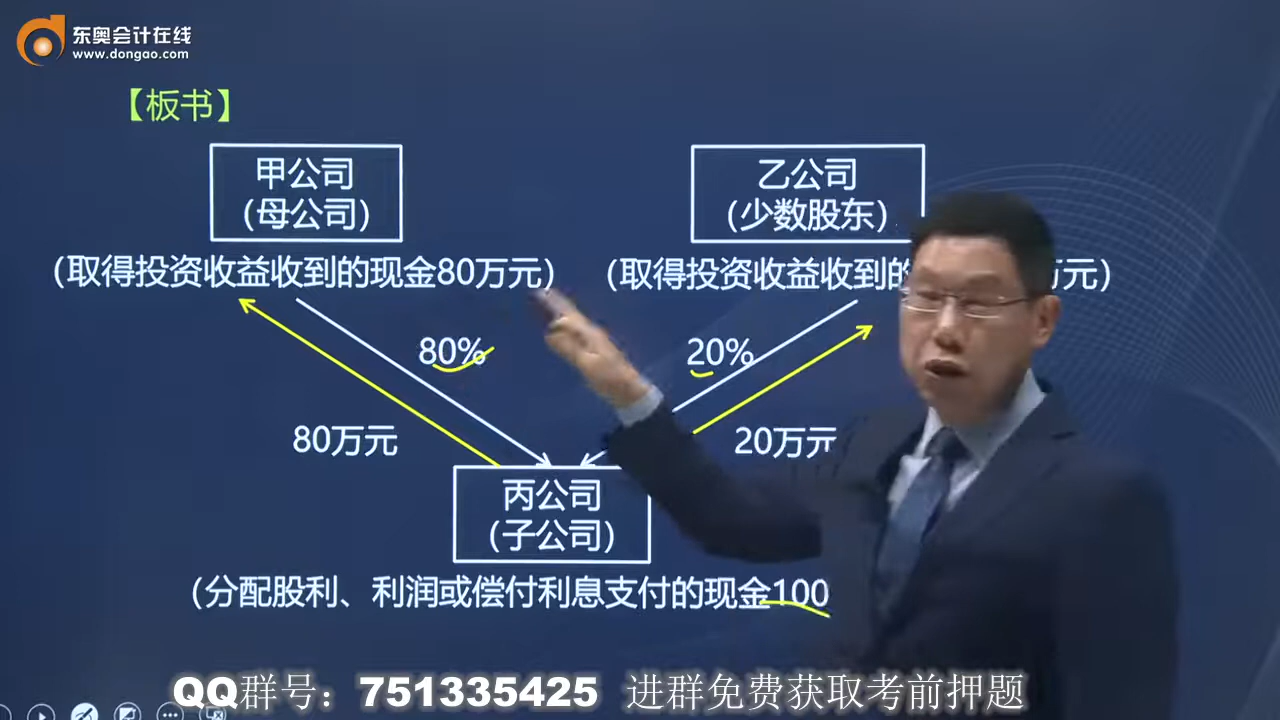 东奥会计在线
www.dongao.com
【板书】
甲公司
(母公司)
乙公司
(少数股东)
(取得投资收益收到的现金80万元)
(取得投资收益收到的 万元)
80%
20%
80万元
20万元
丙公司
(子公司)
(分配股利、利润或偿付利息支付的现金100
QQ群号：751335425 进群免费获取考前押题